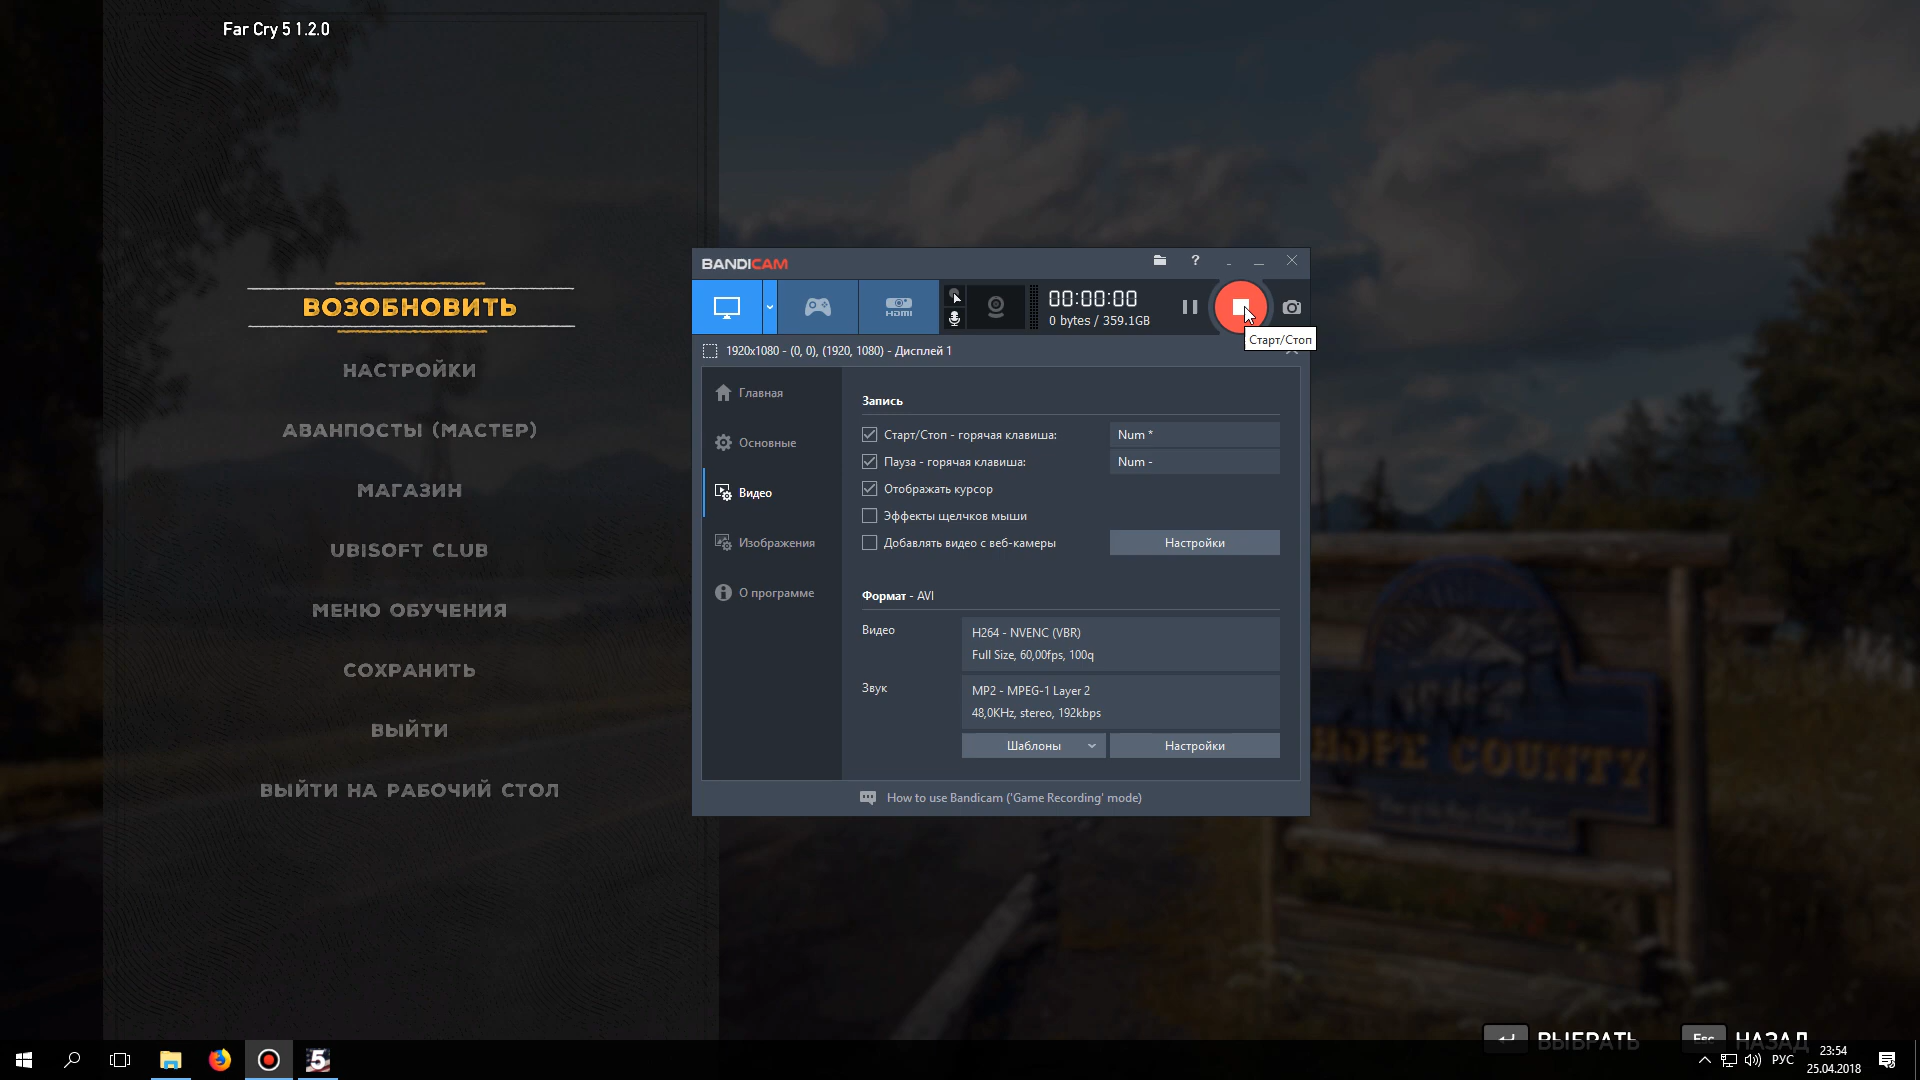 Far Cry 5 1.2.0
ВОЗОБНОВИТЬ
НАСТРОЙКИ
АВАНПОСТЫ (МАСТЕР)
МАГАЗИН
UBISOFT CLUB
МЕНЮ ОБУЧЕНИЯ
СОХРАНИТЬ
ВЫЙТИ
ВЫЙТИ НА РАБОЧИЙ СТОЛ
BANDICAM
?
HDMI
00:00:00
0 bytes / 359.1GB
Старт/Стоп
1920x1080 - (0, 0), (1920, 1080) - Дисплей 1
Главная
Основные
Видео
Изображения
О программе
Запись
Старт/Стоп - горячая клавиша: Num *
Пауза - горячая клавиша: Num -
Отображать курсор
Эффекты щелчков мыши
Добавлять видео с веб-камеры Настройки
Формат - AVI
Видео
H264 - NVENC (VBR)
Full Size, 60,00fps, 100q
Звук
MP2 - MPEG-1 Layer 2
48,0KHz, stereo, 192kbps
Шаблоны Настройки
How to use Bandicam ('Game Recording' mode)
HOPE COUNTY
ВЫБРАТЬ
Esc НАЗАД
5
РУС
23:54
25.04.2018